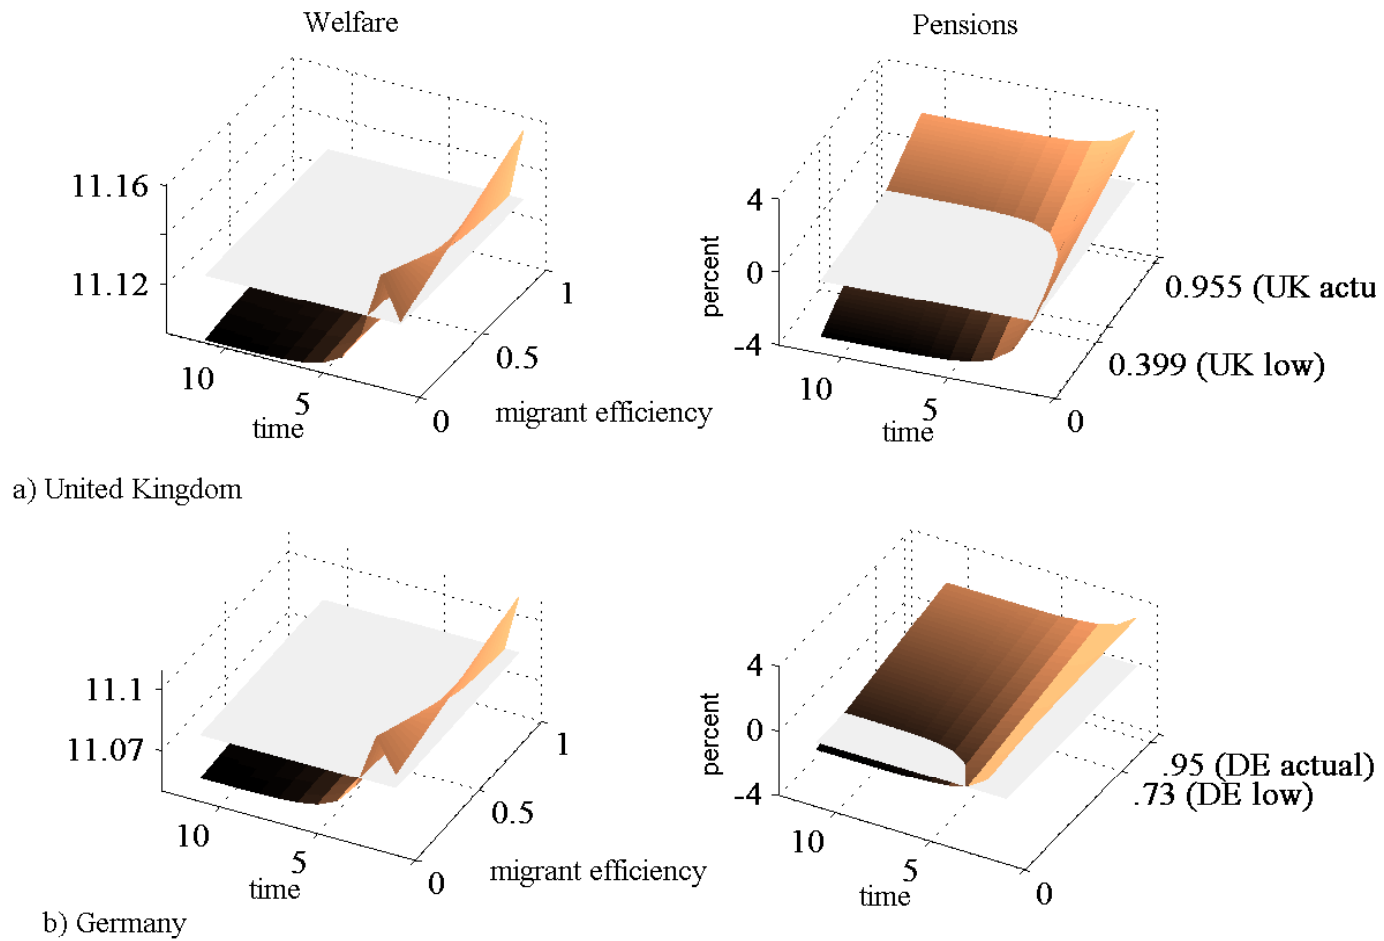 Welfare
Pensions
11.16
11.12
10
5
0
time
0.5
1
migrant efficiency
percent
4
0
-4
10
5
0
time
0.955 (UK actu
0.399 (UK low)
a) United Kingdom
11.1
11.07
10
5
0
time
0.5
1
migrant efficiency
percent
4
0
-4
10
5
0
time
.95 (DE actual)
.73 (DE low)
b) Germany